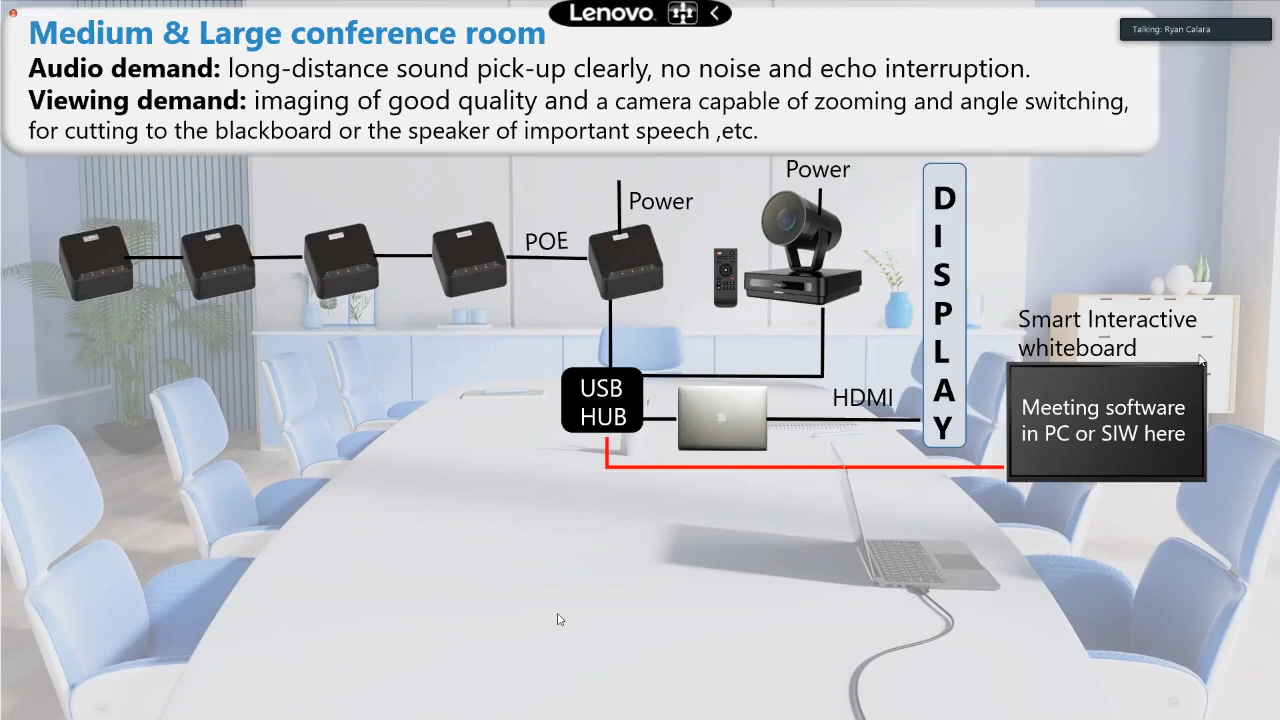 Lenovo
Talking: Ryan Calara
Medium & Large conference room
Audio demand: long-distance sound pick-up clearly, no noise and echo interruption.
Viewing demand: imaging of good quality and a camera capable of zooming and angle switching,
for cutting to the blackboard or the speaker of important speech ,etc.
Power
Power
POE
DISPLAY
Smart Interactive
whiteboard
USB
HUB
HDMI
Meeting software
in PC or SIW here